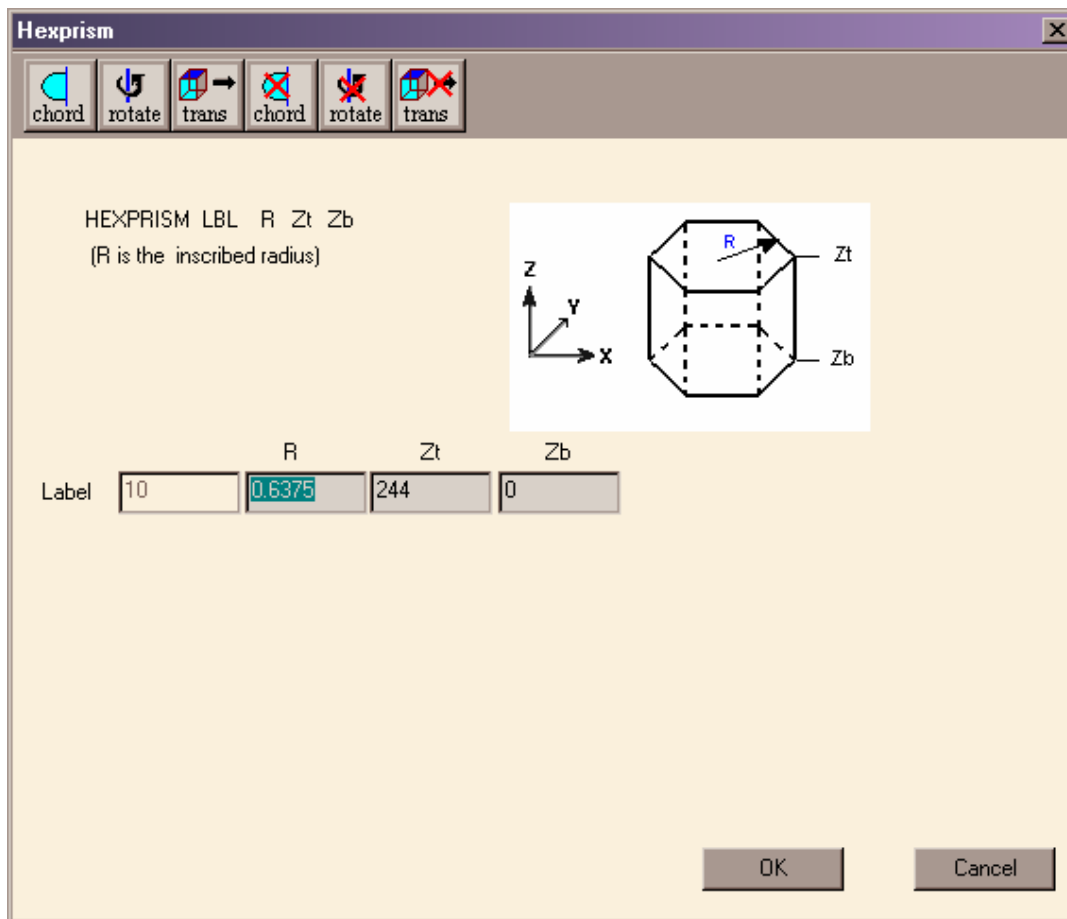 Hexprism
chord rotate trans chord rotate trans
HEXPRISM LBL R Zt Zb
(R is the inscribed radius)
R
Zt
Z
Y
X
Zb
R Zt Zb
Label 10 0.6375 244 0
OK Cancel